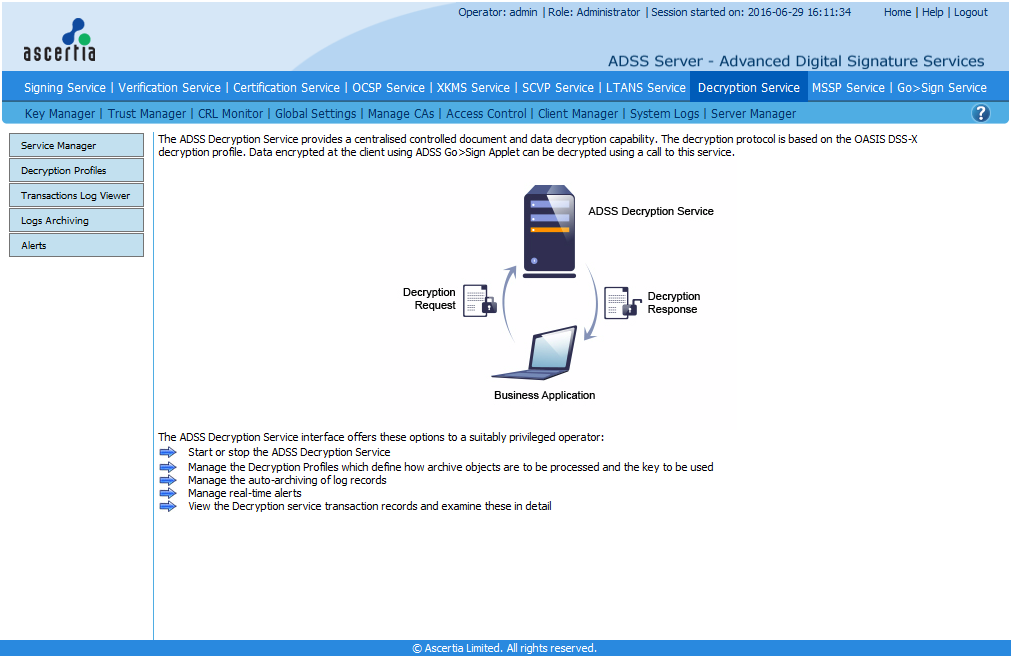 Operator: admin | Role: Administrator | Session started on: 2016-06-29 16:11:34 Home | Help | Logout
ascertia
ADSS Server - Advanced Digital Signature Services
Signing Service | Verification Service | Certification Service | OCSP Service | XKMS Service | SCVP Service | LTANS Service Decryption Service MSSP Service | Go>Sign Service
Key Manager | Trust Manager | CRL Monitor | Global Settings | Manage CAs | Access Control | Client Manager | System Logs | Server Manager ?
Service Manager
Decryption Profiles
Transactions Log Viewer
Logs Archiving
Alerts
The ADSS Decryption Service provides a centralised controlled document and data decryption capability. The decryption protocol is based on the OASIS DSS-X
decryption profile. Data encrypted at the client using ADSS Go>Sign Applet can be decrypted using a call to this service.
ADSS Decryption Service
Decryption
Request
Decryption
Response
Business Application
The ADSS Decryption Service interface offers these options to a suitably privileged operator:
Start or stop the ADSS Decryption Service
Manage the Decryption Profiles which define how archive objects are to be processed and the key to be used
Manage the auto-archiving of log records
Manage real-time alerts
View the Decryption service transaction records and examine these in detail
© Ascertia Limited. All rights reserved.